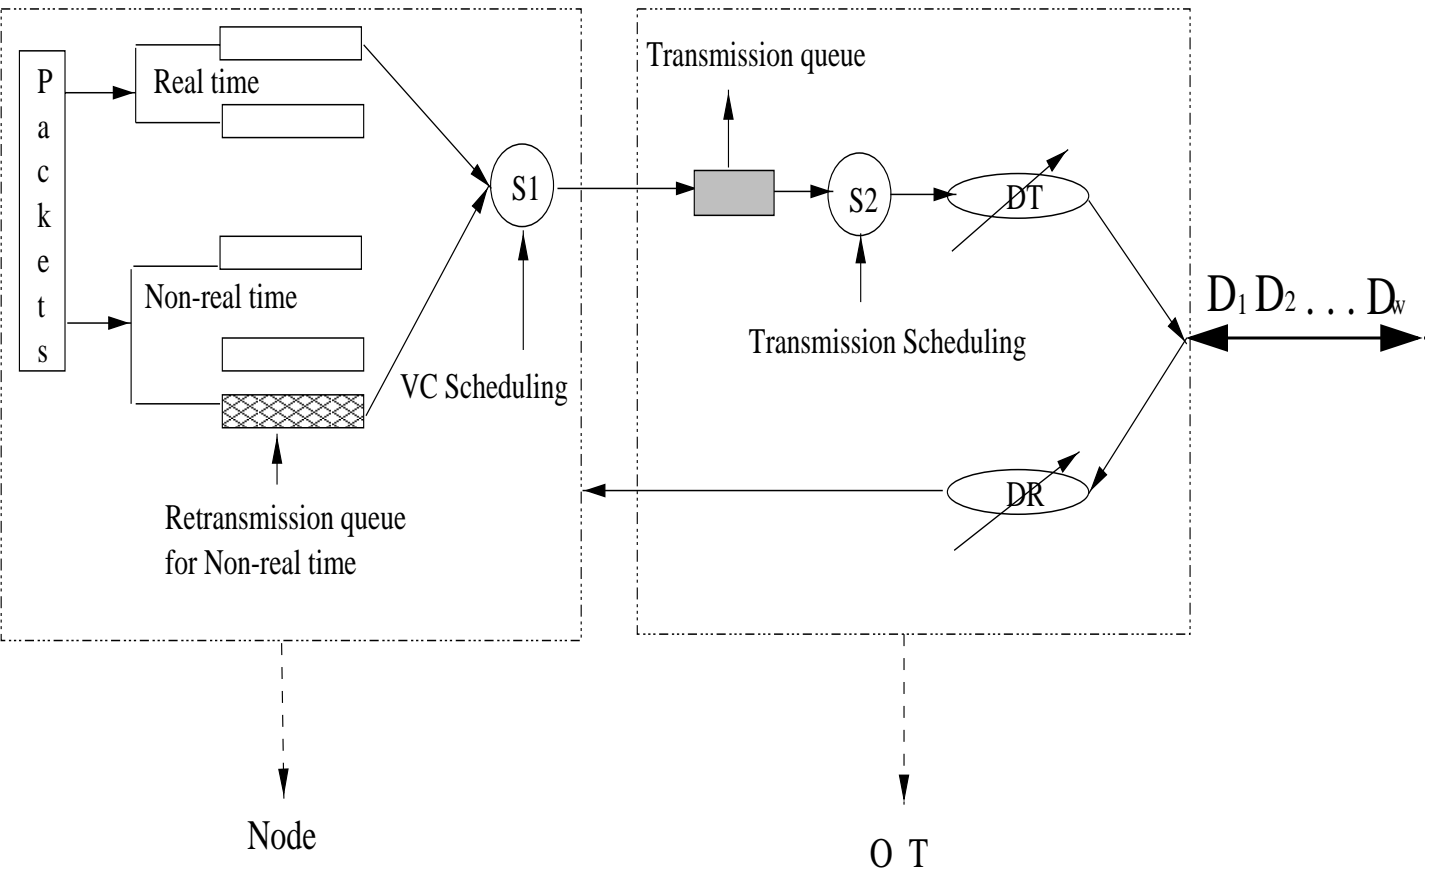 Packets
Real time
Non-real time
Retransmission queue
for Non-real time
S1
VC Scheduling
Transmission queue
S2
Transmission Scheduling
DT
DR
D1 D2 . . . Dw
Node
O T